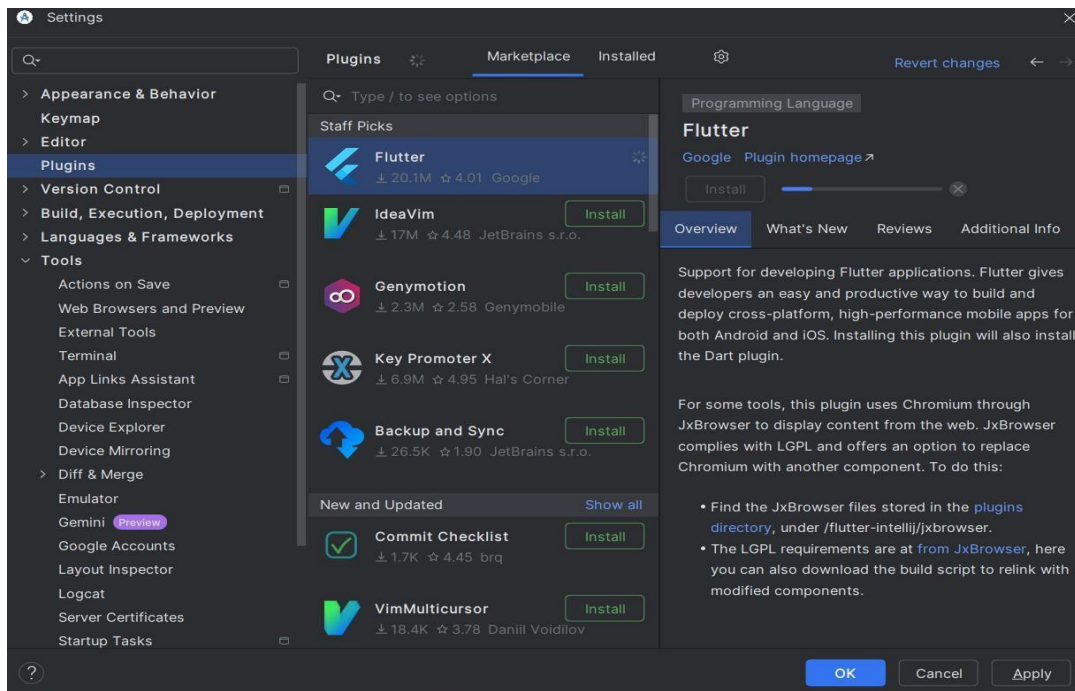 Settings
Appearance & Behavior
Keymap
Editor
Plugins
Version Control
Build, Execution, Deployment
Languages & Frameworks
Tools
Actions on Save
Web Browsers and Preview
External Tools
Terminal
App Links Assistant
Database Inspector
Device Explorer
Device Mirroring
Diff & Merge
Emulator
Gemini Preview
Google Accounts
Layout Inspector
Logcat
Server Certificates
Startup Tasks
?
Plugins Marketplace Installed
Type / to see options
Staff Picks
Flutter
20.1M ☆ 4.01 Google
IdeaVim Install
17M ☆ 4.48 JetBrains s.r.o.
Genymotion Install
2.3M ☆ 2.58 Genymobile
Key Promoter X Install
6.9M ☆ 4.95 Hal's Corner
Backup and Sync Install
26.5K ☆ 1.90 JetBrains s.r.o.
New and Updated Show all
Commit Checklist Install
1.7K ☆ 4.45 brq
VimMulticursor Install
18.4K ☆ 3.78 Daniil Voidilov
Revert changes
Programming Language
Flutter
Google Plugin homepage ↗
Install
Overview What's New Reviews Additional Info
Support for developing Flutter applications. Flutter gives
developers an easy and productive way to build and
deploy cross-platform, high-performance mobile apps for
both Android and iOS. Installing this plugin will also install
the Dart plugin.
For some tools, this plugin uses Chromium through
JxBrowser to display content from the web. JxBrowser
complies with LGPL and offers an option to replace
Chromium with another component. To do this:
• Find the JxBrowser files stored in the plugins
directory, under /flutter-intellij/jxbrowser.
• The LGPL requirements are at from JxBrowser, here
you can also download the build script to relink with
modified components.
OK Cancel Apply